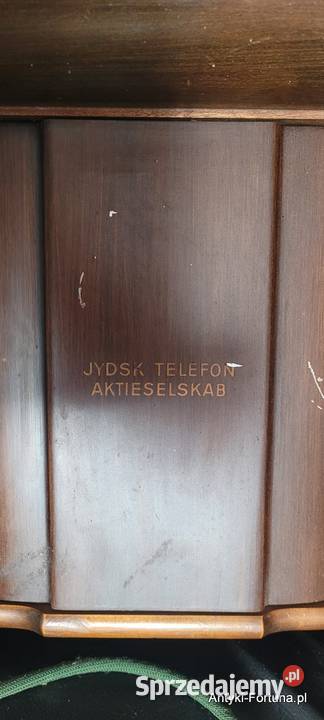 JYDSK TELEFON
AKTIESELSKAB
Sprzedajemy.pl
Antyki-Fortuna.pl